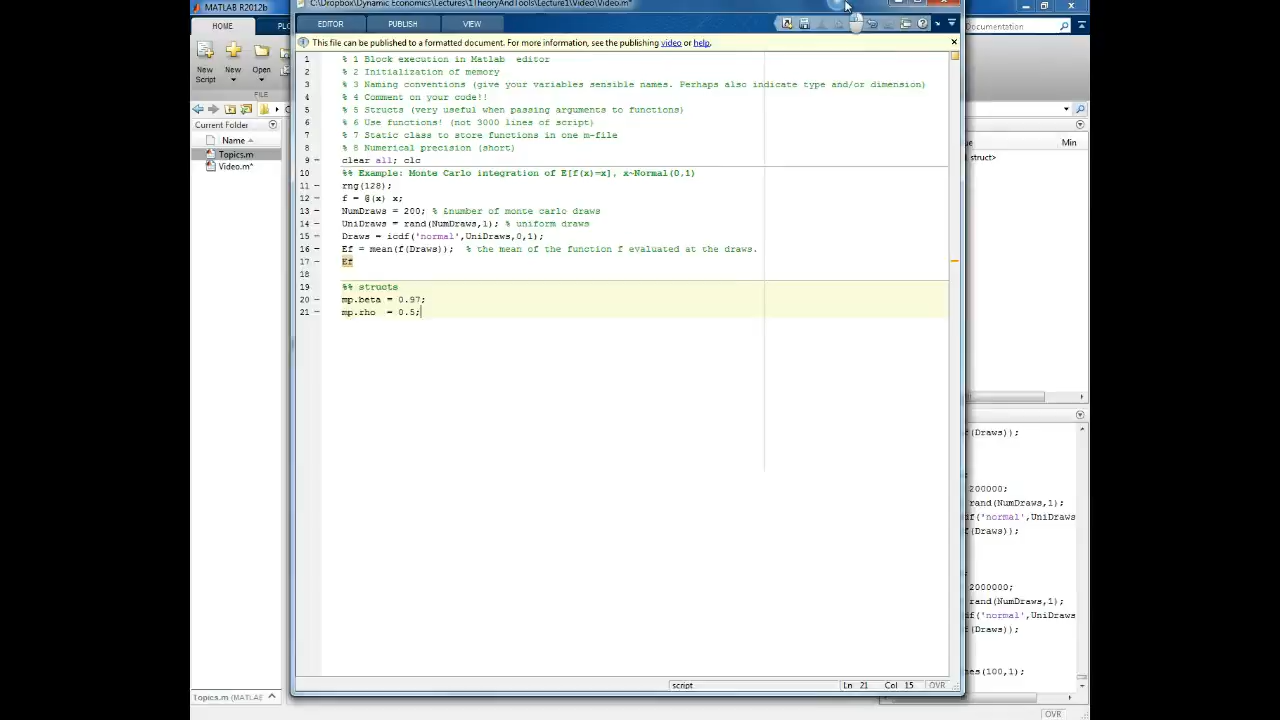 MATLAB R2012b
C:\Dropbox\Dynamic Economics\Lectures\1TheoryAndTools\Lecture1\Video\Video.m*
HOME
EDITOR
PUBLISH
VIEW
Documentation
New Script
New
Open
FILE
This file can be published to a formatted document. For more information, see the publishing video or help.
Current Folder
Name
Topics.m
Video.m*
1 % 1 Block execution in Matlab editor
2 % 2 Initialization of memory
3 % 3 Naming conventions (give your variables sensible names. Perhaps also indicate type and/or dimension)
4 % 4 Comment on your code!!
5 % 5 Structs (very useful when passing arguments to functions)
6 % 6 Use functions! (not 3000 lines of script)
7 % 7 Static class to store functions in one m-file
8 % 8 Numerical precision (short)
9 clear all; clc
10 %% Example: Monte Carlo integration of E[f(x)=x], x~Normal(0,1)
11 rng(128);
12 f = @(x) x;
13 NumDraws = 200; % &number of monte carlo draws
14 UniDraws = rand(NumDraws,1); % uniform draws
15 Draws = icdf('normal',UniDraws,0,1);
16 Ef = mean(f(Draws)); % the mean of the function f evaluated at the draws.
17 Ef
18
19 %% structs
20 mp.beta = 0.97;
21 mp.rho = 0.5;
Min
struct>
(Draws));
200000;
rand(NumDraws,1);
'normal',UniDraws
(Draws));
2000000;
rand(NumDraws,1);
'normal',UniDraws
(Draws));
(100,1);
Topics.m (MATLAB
script
Ln 21 Col 15 OVR
OVR